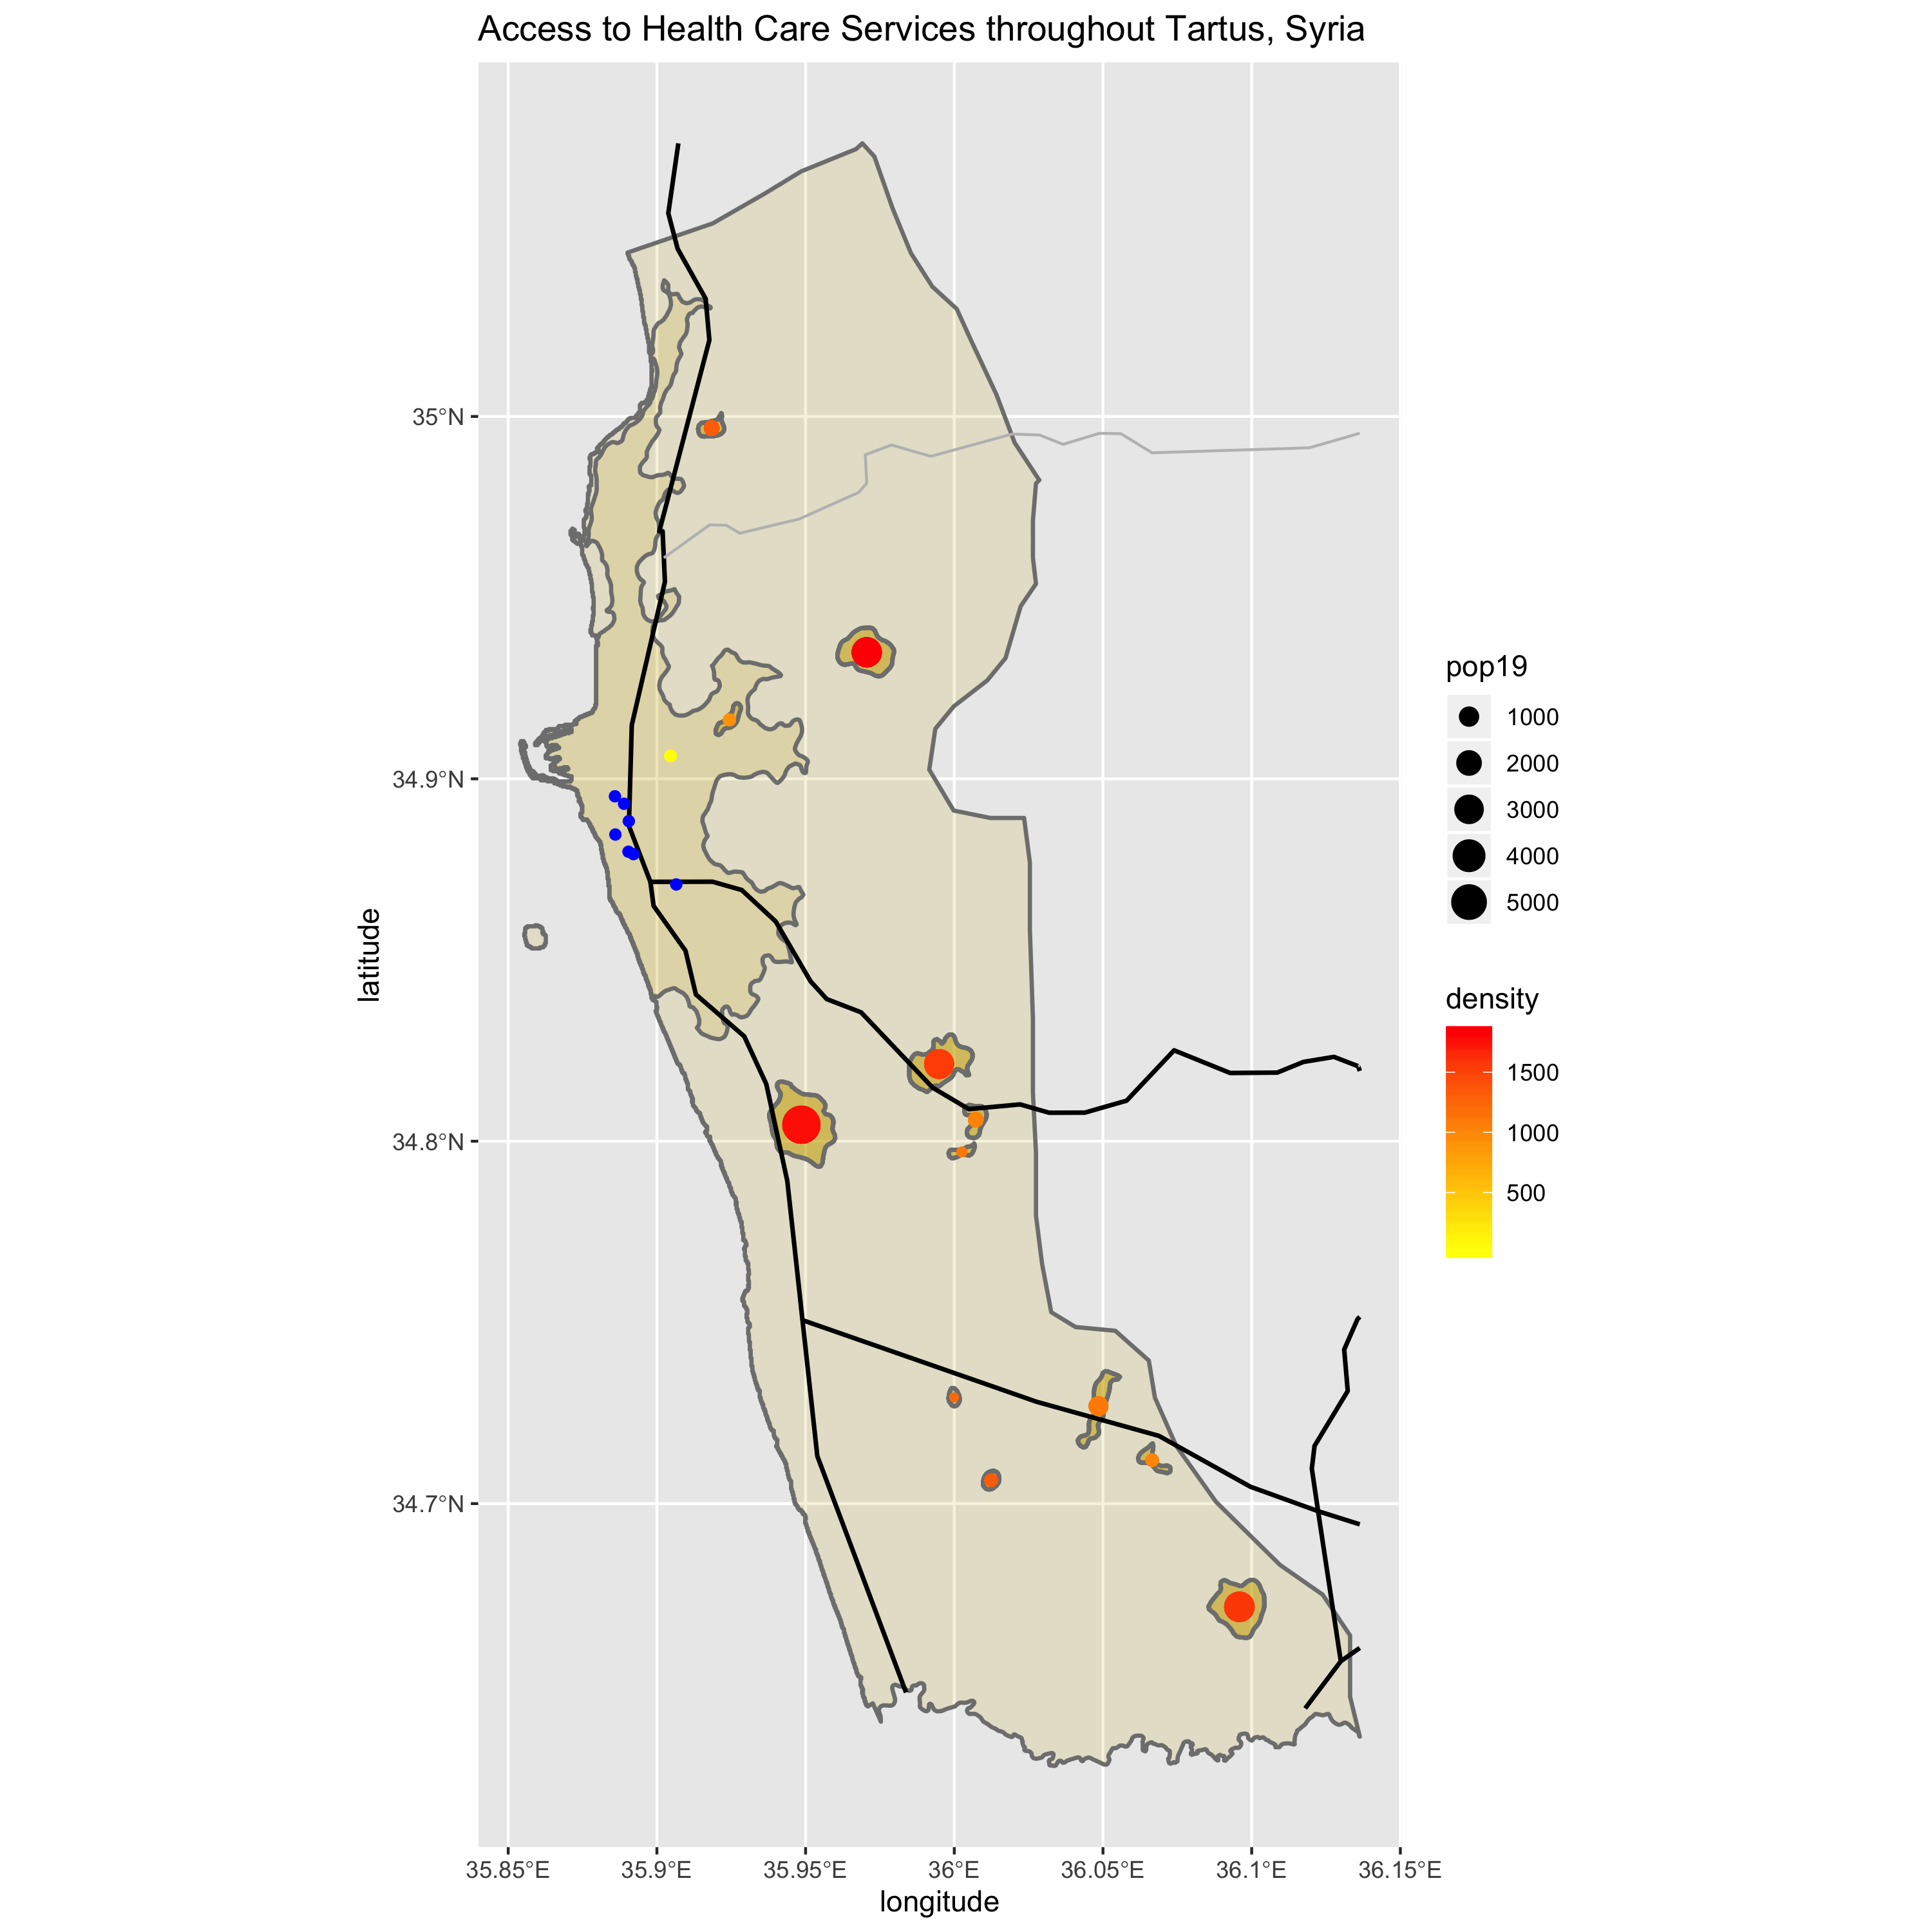 Access to Health Care Services throughout Tartus, Syria
35°N
34.9°N
34.8°N
34.7°N
latitude
35.85°E 35.9°E 35.95°E 36°E 36.05°E 36.1°E 36.15°E
longitude
pop19
1000
2000
3000
4000
5000
density
1500
1000
500